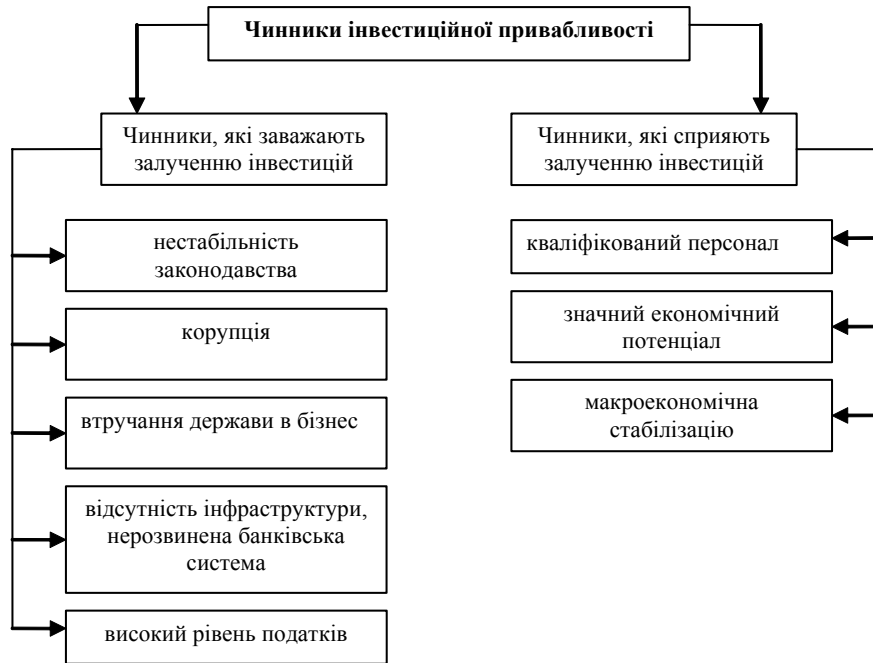 Чинники інвестиційної привабливості
Чинники, які заважають
залученню інвестицій
нестабільність
законодавства
корупція
втручання держави в бізнес
відсутність інфраструктури,
нерозвинена банківська
система
високий рівень податків
Чинники, які сприяють
залученню інвестицій
кваліфікований персонал
значний економічний
потенціал
макроекономічна
стабілізацію